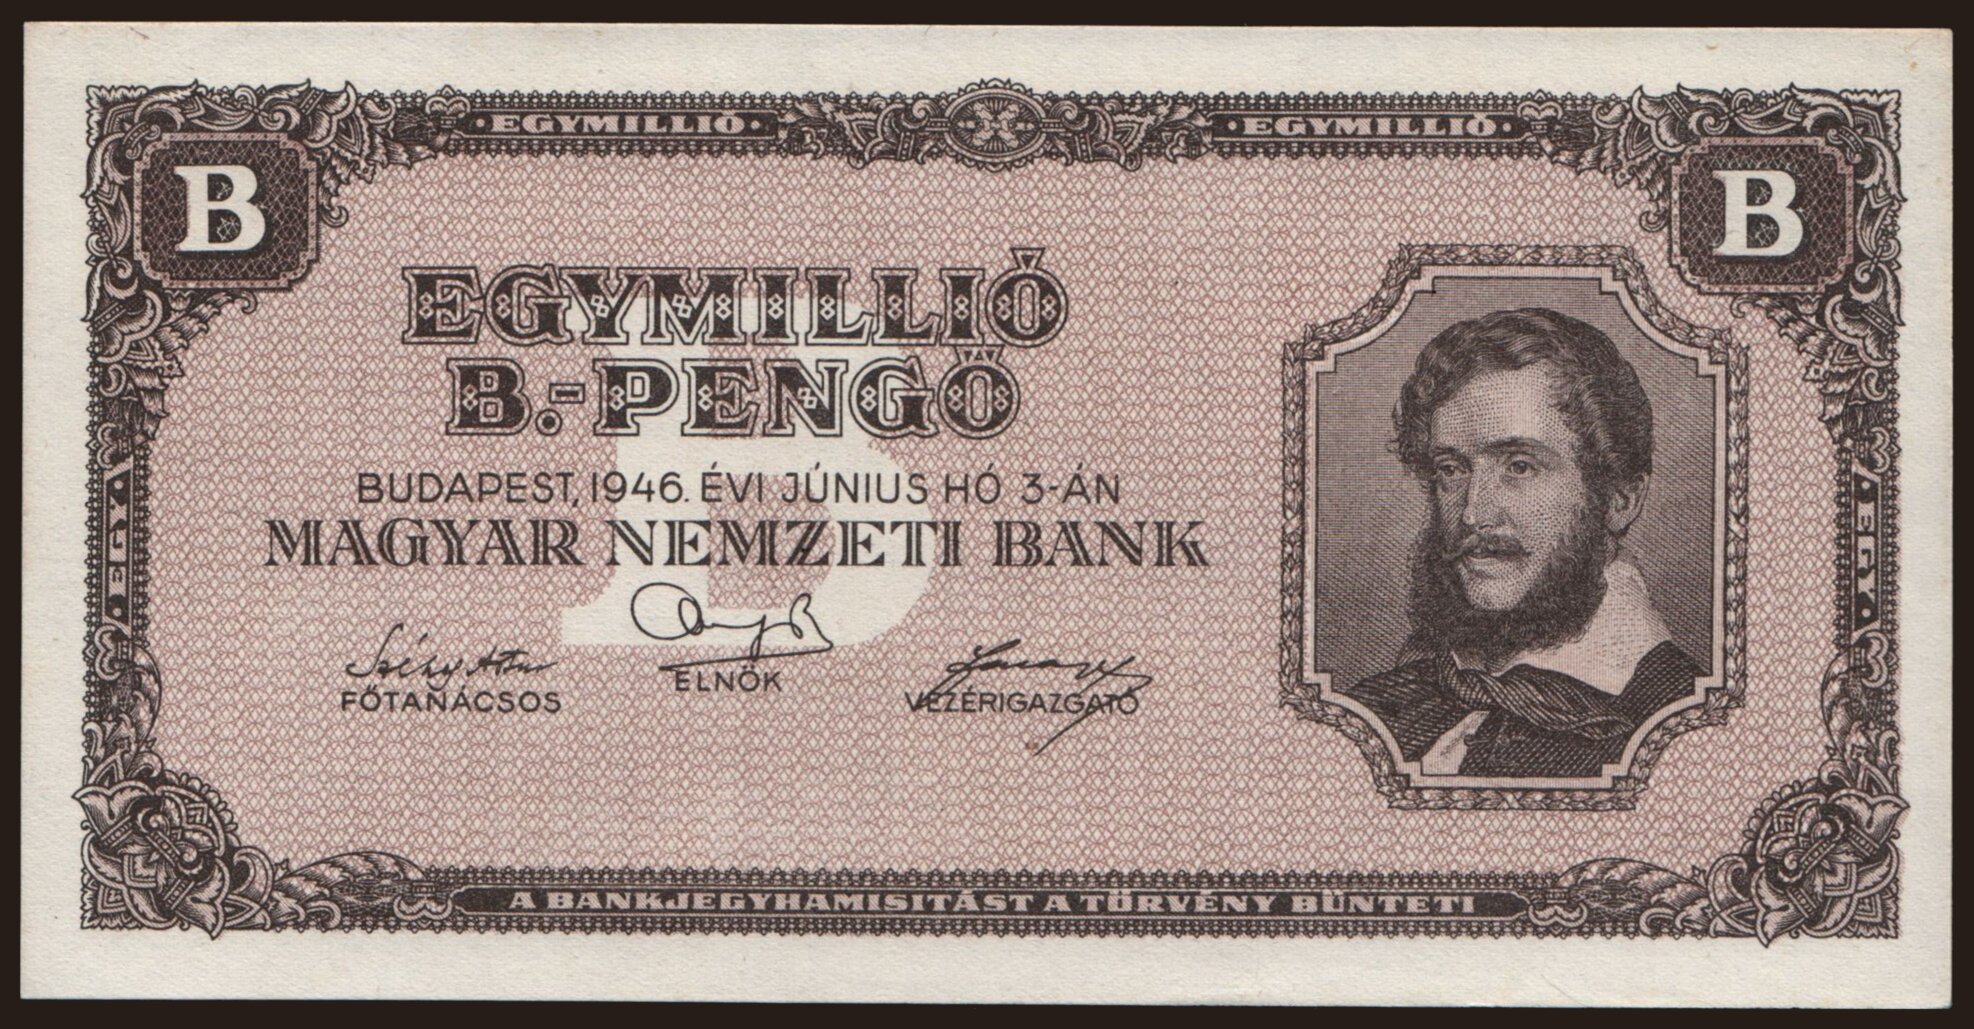 EGYMILLIÓ
EGYMILLIÓ
B
B
EGYMILLIÓ
B.-PENGŐ
BUDAPEST, 1946. ÉVI JÚNIUS HÓ 3-ÁN
MAGYAR NEMZETI BANK
B
EGY
EGY
ELNÖK
FŐTANÁCSOS
VEZÉRIGAZGATÓ
A BANKJEGYHAMISITÁST A TÖRVÉNY BÜNTETI